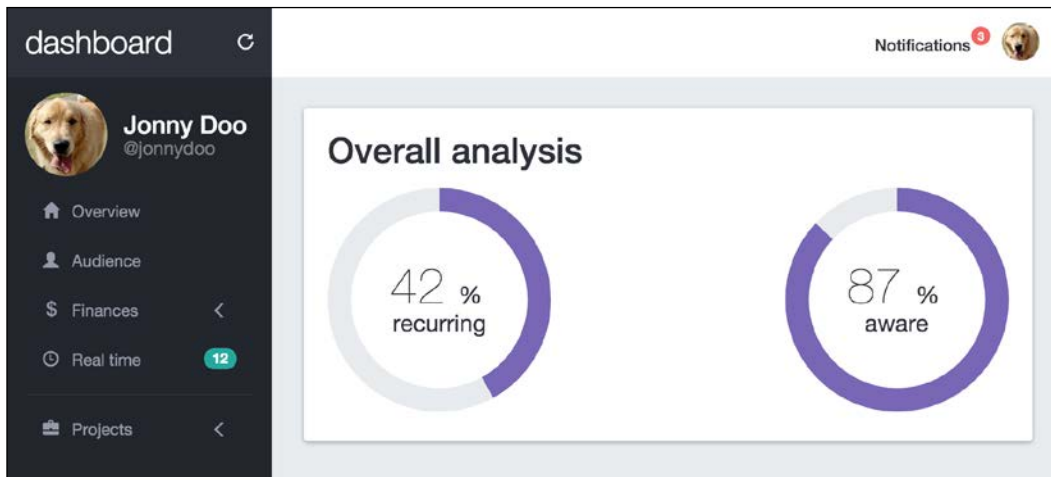 dashboard
Notifications 3
Jonny Doo
@jonnydoo
Overview
Audience
$ Finances
Real time 12
Projects
Overall analysis
42 %
recurring
87 %
aware